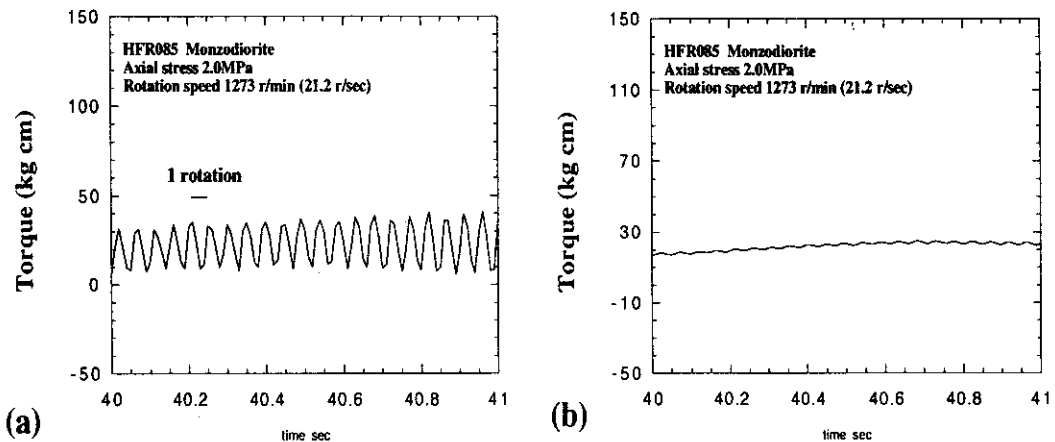 150
HFR085 Monzodiorite
Axial stress 2.0MPa
Rotation speed 1273 r/min (21.2 r/sec)
100
1 rotation
50
0
-50
Torque (kg cm)
40 40.2 40.4 40.6 40.8 41
time sec
(a)
150
HFR085 Monzodiorite
Axial stress 2.0MPa
Rotation speed 1273 r/min (21.2 r/sec)
110
70
30
-10
-50
Torque (kg cm)
40 40.2 40.4 40.6 40.8 41
time sec
(b)